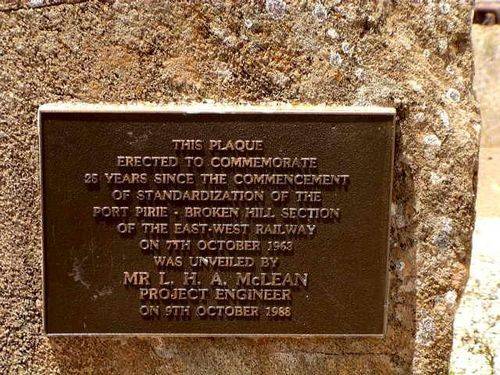 THIS PLAQUE
ERECTED TO COMMEMORATE
25 YEARS SINCE THE COMMENCEMENT
OF STANDARDIZATION OF THE
PORT PIRIE - BROKEN HILL SECTION
OF THE EAST-WEST RAILWAY
ON 7TH OCTOBER 1963
WAS UNVEILED BY
MR L. H. A. McLEAN
PROJECT ENGINEER
ON 9TH OCTOBER 1988